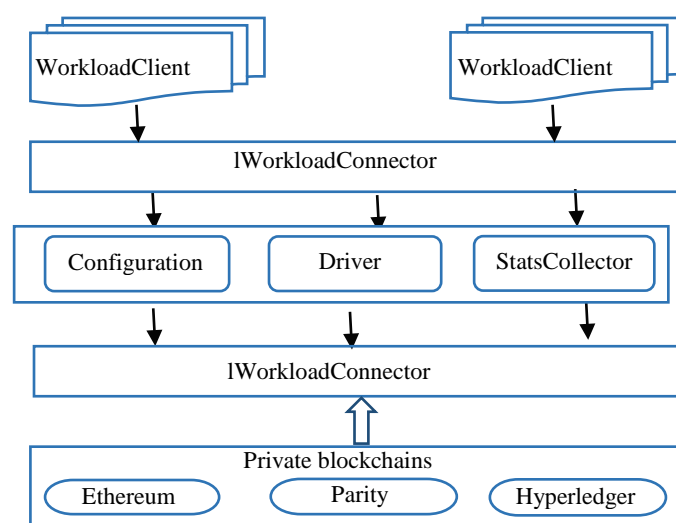 WorkloadClient
WorkloadClient
lWorkloadConnector
Configuration
Driver
StatsCollector
lWorkloadConnector
Private blockchains
Ethereum
Parity
Hyperledger